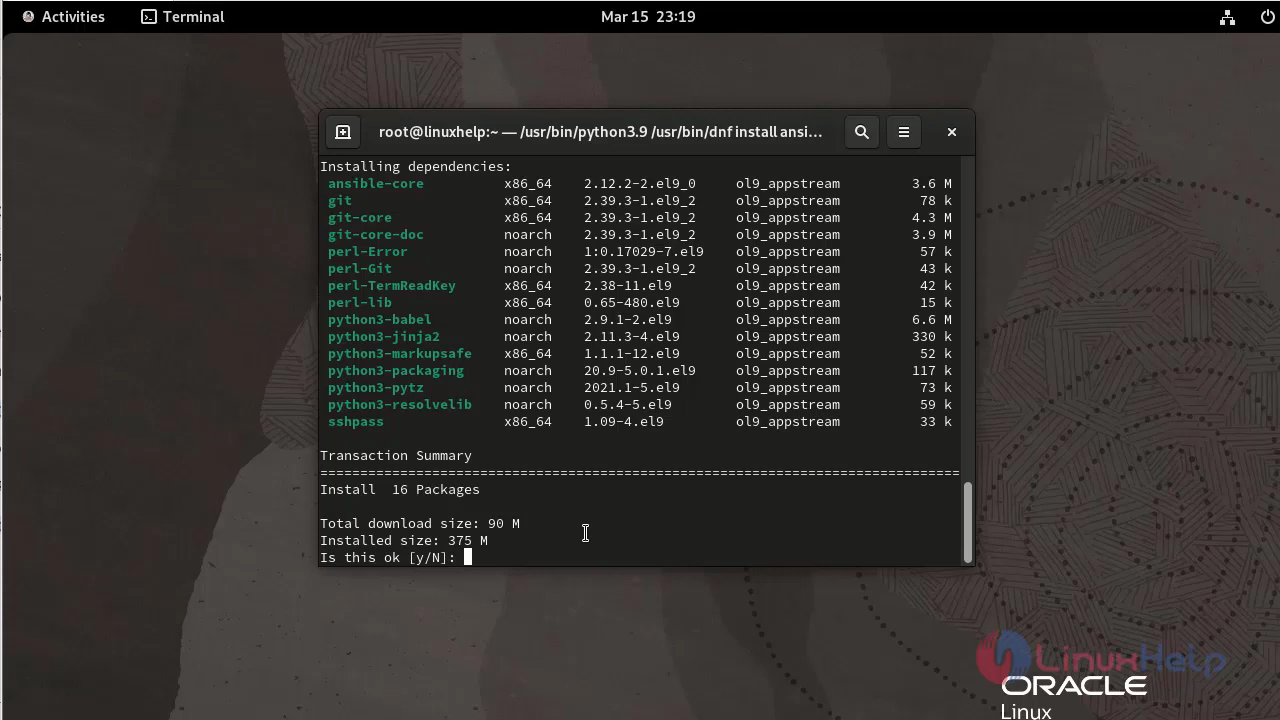 Activities Terminal Mar 15 23:19
root@linuxhelp:~ — /usr/bin/python3.9 /usr/bin/dnf install ansi…
Installing dependencies:
ansible-core x86_64 2.12.2-2.el9_0 ol9_appstream 3.6 M
git x86_64 2.39.3-1.el9_2 ol9_appstream 78 k
git-core x86_64 2.39.3-1.el9_2 ol9_appstream 4.3 M
git-core-doc noarch 2.39.3-1.el9_2 ol9_appstream 3.9 M
perl-Error noarch 1:0.17029-7.el9 ol9_appstream 57 k
perl-Git noarch 2.39.3-1.el9_2 ol9_appstream 43 k
perl-TermReadKey x86_64 2.38-11.el9 ol9_appstream 42 k
perl-lib x86_64 0.65-480.el9 ol9_appstream 15 k
python3-babel noarch 2.9.1-2.el9 ol9_appstream 6.6 M
python3-jinja2 noarch 2.11.3-4.el9 ol9_appstream 330 k
python3-markupsafe x86_64 1.1.1-12.el9 ol9_appstream 52 k
python3-packaging noarch 20.9-5.0.1.el9 ol9_appstream 117 k
python3-pytz noarch 2021.1-5.el9 ol9_appstream 73 k
python3-resolvelib noarch 0.5.4-5.el9 ol9_appstream 59 k
sshpass x86_64 1.09-4.el9 ol9_appstream 33 k
Transaction Summary
================================================================================
Install 16 Packages
Total download size: 90 M
Installed size: 375 M
Is this ok [y/N]:
LinuxHelp
ORACLE
Linux